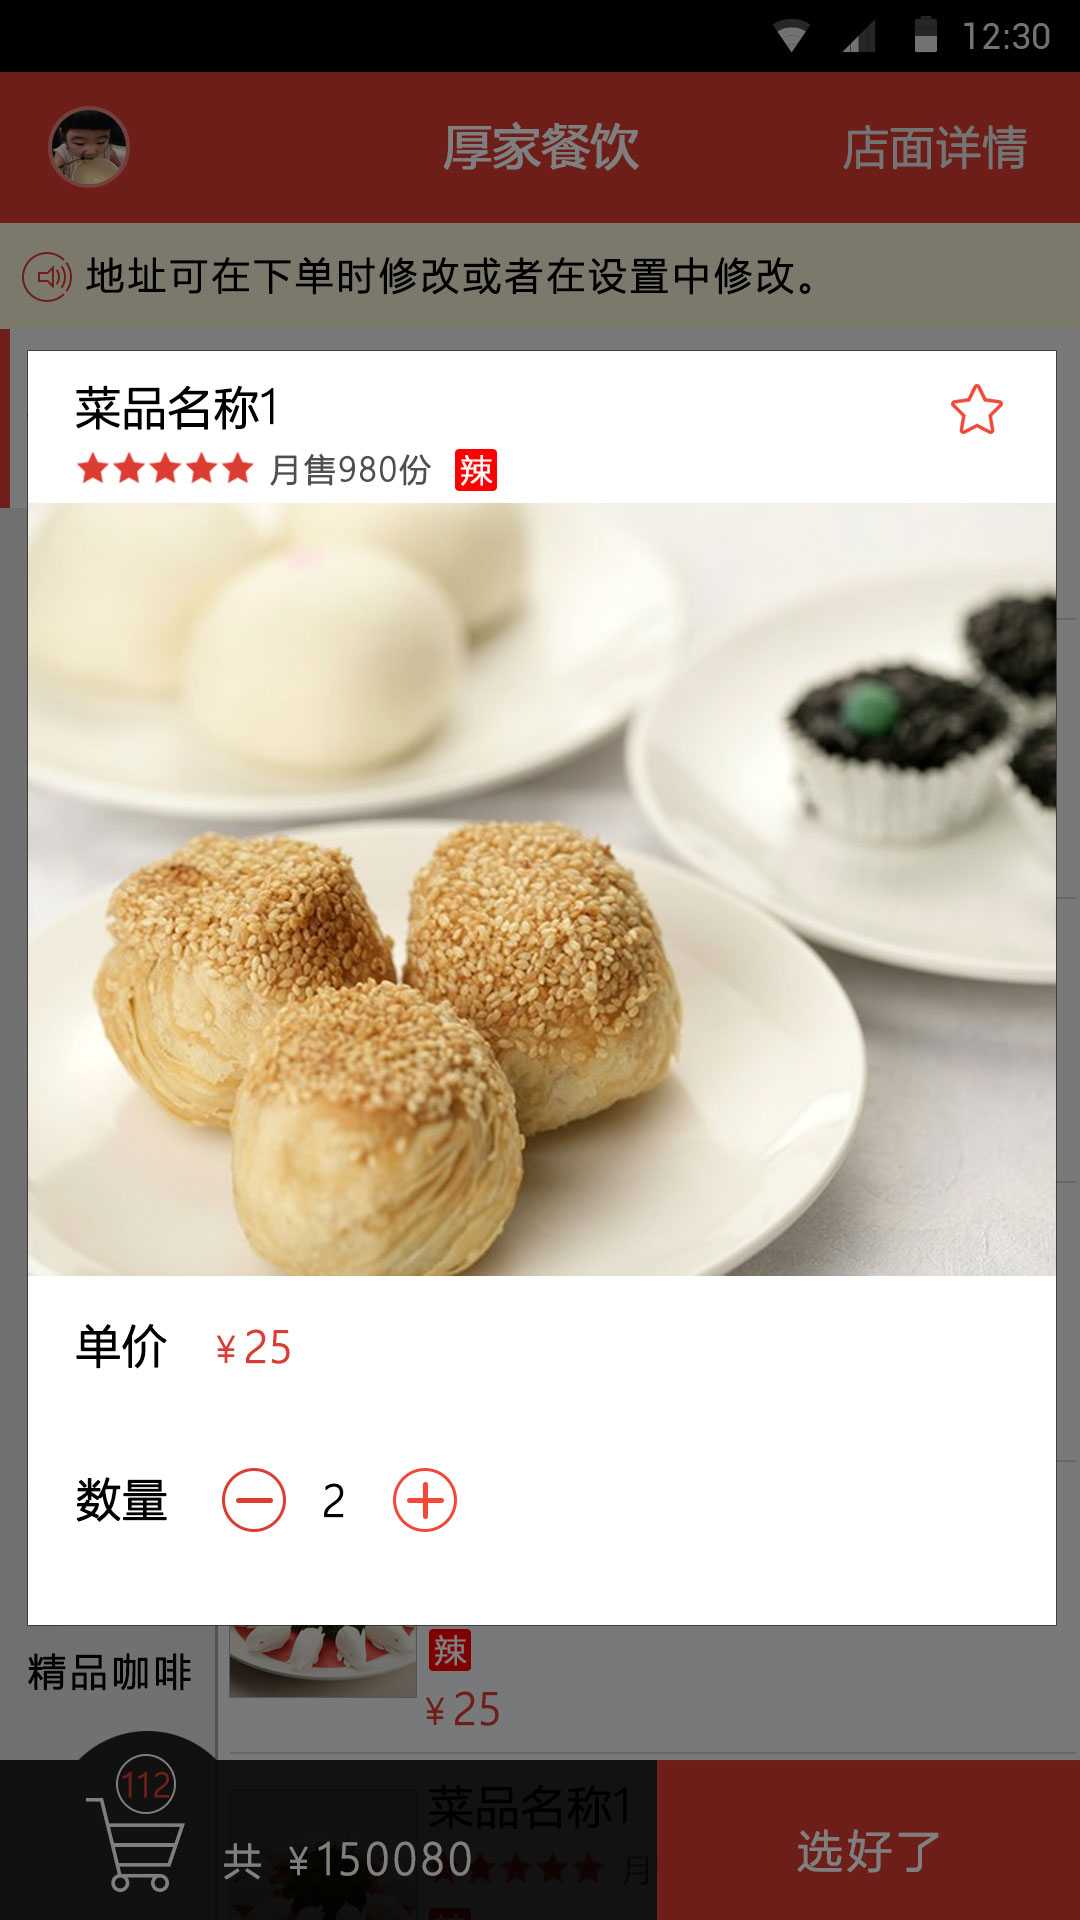 12:30
厚家餐饮
店面详情
地址可在下单时修改或者在设置中修改。
菜品名称1
月售980份 辣
单价 ¥25
数量 2
辣
精品咖啡
¥25
菜品名称1
112
共 ¥150080
月
选好了
辣